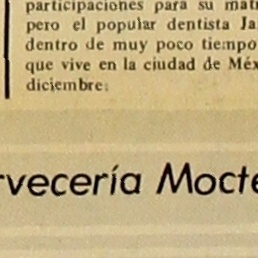 participaciones para su mat
pero el popular dentista Ja
dentro de muy poco tiempo
que vive en la ciudad de Méx
diciembre.
rvecería Mocte